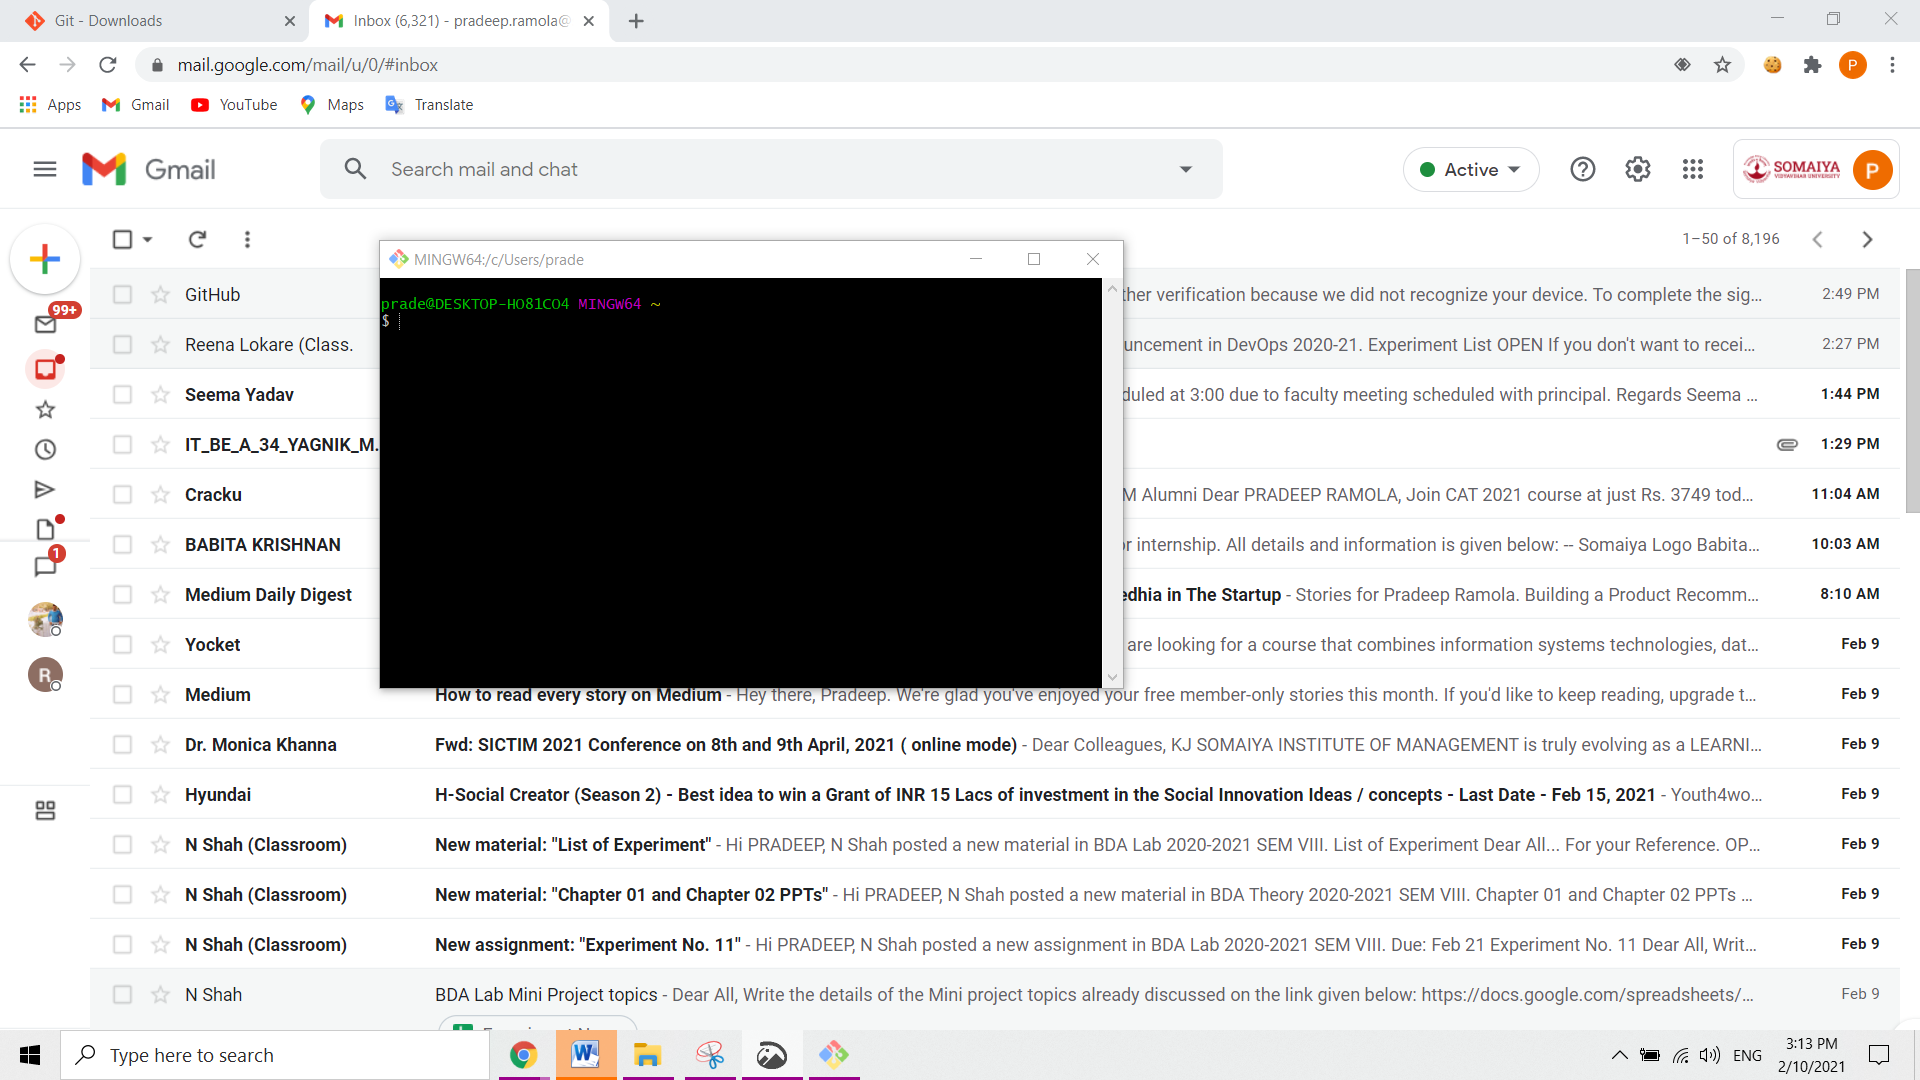 Git - Downloads
Inbox (6,321) - pradeep.ramola@
mail.google.com/mail/u/0/#inbox
P
Apps
Gmail
YouTube
Maps
Translate
Gmail
Search mail and chat
Active
SOMAIYA
VIDYAVIHAR UNIVERSITY
P
1–50 of 8,196
MINGW64:/c/Users/prade
prade@DESKTOP-HO81CO4 MINGW64 ~
$
99+
1
R
GitHub
ther verification because we did not recognize your device. To complete the sig... 2:49 PM
Reena Lokare (Class.
uncement in DevOps 2020-21. Experiment List OPEN If you don't want to recei... 2:27 PM
Seema Yadav
duled at 3:00 due to faculty meeting scheduled with principal. Regards Seema ... 1:44 PM
IT_BE_A_34_YAGNIK_M. 1:29 PM
Cracku
M Alumni Dear PRADEEP RAMOLA, Join CAT 2021 course at just Rs. 3749 tod... 11:04 AM
BABITA KRISHNAN
or internship. All details and information is given below: -- Somaiya Logo Babita... 10:03 AM
Medium Daily Digest
edhia in The Startup - Stories for Pradeep Ramola. Building a Product Recomm... 8:10 AM
Yocket
are looking for a course that combines information systems technologies, dat... Feb 9
Medium How to read every story on Medium - Hey there, Pradeep. We're glad you've enjoyed your free member-only stories this month. If you'd like to keep reading, upgrade t... Feb 9
Dr. Monica Khanna Fwd: SICTIM 2021 Conference on 8th and 9th April, 2021 ( online mode) - Dear Colleagues, KJ SOMAIYA INSTITUTE OF MANAGEMENT is truly evolving as a LEARNI... Feb 9
Hyundai H-Social Creator (Season 2) - Best idea to win a Grant of INR 15 Lacs of investment in the Social Innovation Ideas / concepts - Last Date - Feb 15, 2021 - Youth4wo... Feb 9
N Shah (Classroom) New material: "List of Experiment" - Hi PRADEEP, N Shah posted a new material in BDA Lab 2020-2021 SEM VIII. List of Experiment Dear All... For your Reference. OP... Feb 9
N Shah (Classroom) New material: "Chapter 01 and Chapter 02 PPTs" - Hi PRADEEP, N Shah posted a new material in BDA Theory 2020-2021 SEM VIII. Chapter 01 and Chapter 02 PPTs ... Feb 9
N Shah (Classroom) New assignment: "Experiment No. 11" - Hi PRADEEP, N Shah posted a new assignment in BDA Lab 2020-2021 SEM VIII. Due: Feb 21 Experiment No. 11 Dear All, Writ... Feb 9
N Shah BDA Lab Mini Project topics - Dear All, Write the details of the Mini project topics already discussed on the link given below: https://docs.google.com/spreadsheets/... Feb 9
Type here to search
ENG
3:13 PM
2/10/2021